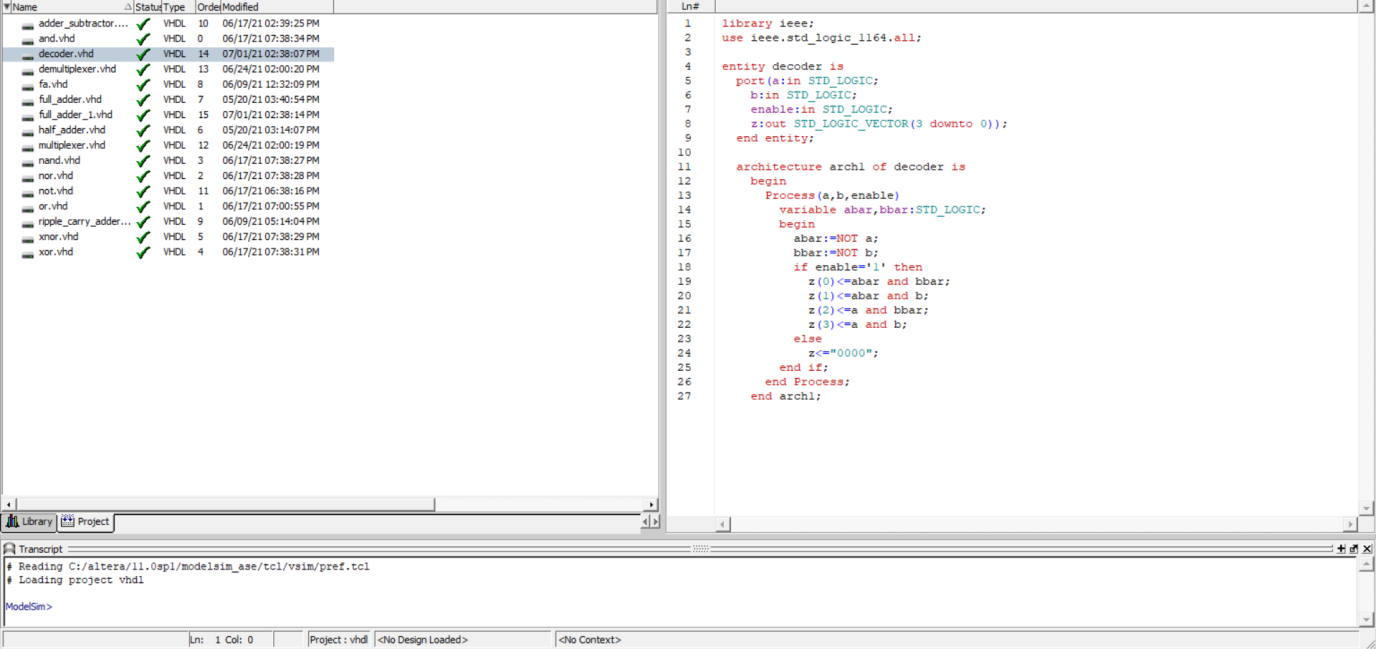 Name Status Type Order Modified
adder_subtractor.... VHDL 10 06/17/21 02:39:25 PM
and.vhd VHDL 0 06/17/21 07:38:34 PM
decoder.vhd VHDL 14 07/01/21 02:38:07 PM
demultiplexer.vhd VHDL 13 06/24/21 02:00:20 PM
fa.vhd VHDL 8 06/09/21 12:32:09 PM
full_adder.vhd VHDL 7 05/20/21 03:40:54 PM
full_adder_1.vhd VHDL 15 07/01/21 02:38:14 PM
half_adder.vhd VHDL 6 05/20/21 03:14:07 PM
multiplexer.vhd VHDL 12 06/24/21 02:00:19 PM
nand.vhd VHDL 3 06/17/21 07:38:27 PM
nor.vhd VHDL 2 06/17/21 07:38:28 PM
not.vhd VHDL 11 06/17/21 06:38:16 PM
or.vhd VHDL 1 06/17/21 07:00:55 PM
ripple_carry_adder... VHDL 9 06/09/21 05:14:04 PM
xnor.vhd VHDL 5 06/17/21 07:38:29 PM
xor.vhd VHDL 4 06/17/21 07:38:31 PM
Library Project
Ln#
1 library ieee;
2 use ieee.std_logic_1164.all;
3
4 entity decoder is
5 port(a:in STD_LOGIC;
6 b:in STD_LOGIC;
7 enable:in STD_LOGIC;
8 z:out STD_LOGIC_VECTOR(3 downto 0));
9 end entity;
10
11 architecture arch1 of decoder is
12 begin
13 Process(a,b,enable)
14 variable abar,bbar:STD_LOGIC;
15 begin
16 abar:=NOT a;
17 bbar:=NOT b;
18 if enable='1' then
19 z(0)<=abar and bbar;
20 z(1)<=abar and b;
21 z(2)<=a and bbar;
22 z(3)<=a and b;
23 else
24 z<="0000";
25 end if;
26 end Process;
27 end arch1;
Transcript
# Reading C:/altera/11.0sp1/modelsim_ase/tcl/vsim/pref.tcl
# Loading project vhdl
ModelSim>
Ln: 1 Col: 0 Project : vhdl <No Design Loaded> <No Context>